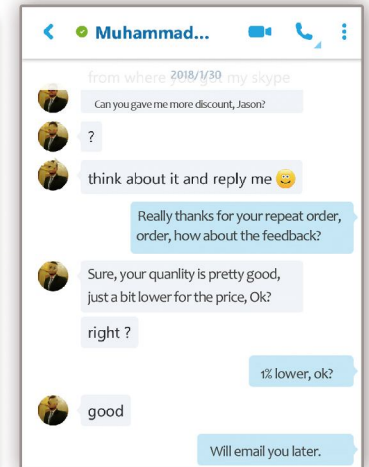 Muhammad...
from where you got my skype
2018/1/30
Can you gave me more discount, Jason?
?
think about it and reply me
Really thanks for your repeat order,
order, how about the feedback?
Sure, your quanlity is pretty good,
just a bit lower for the price, Ok?
right ?
1% lower, ok?
good
Will email you later.